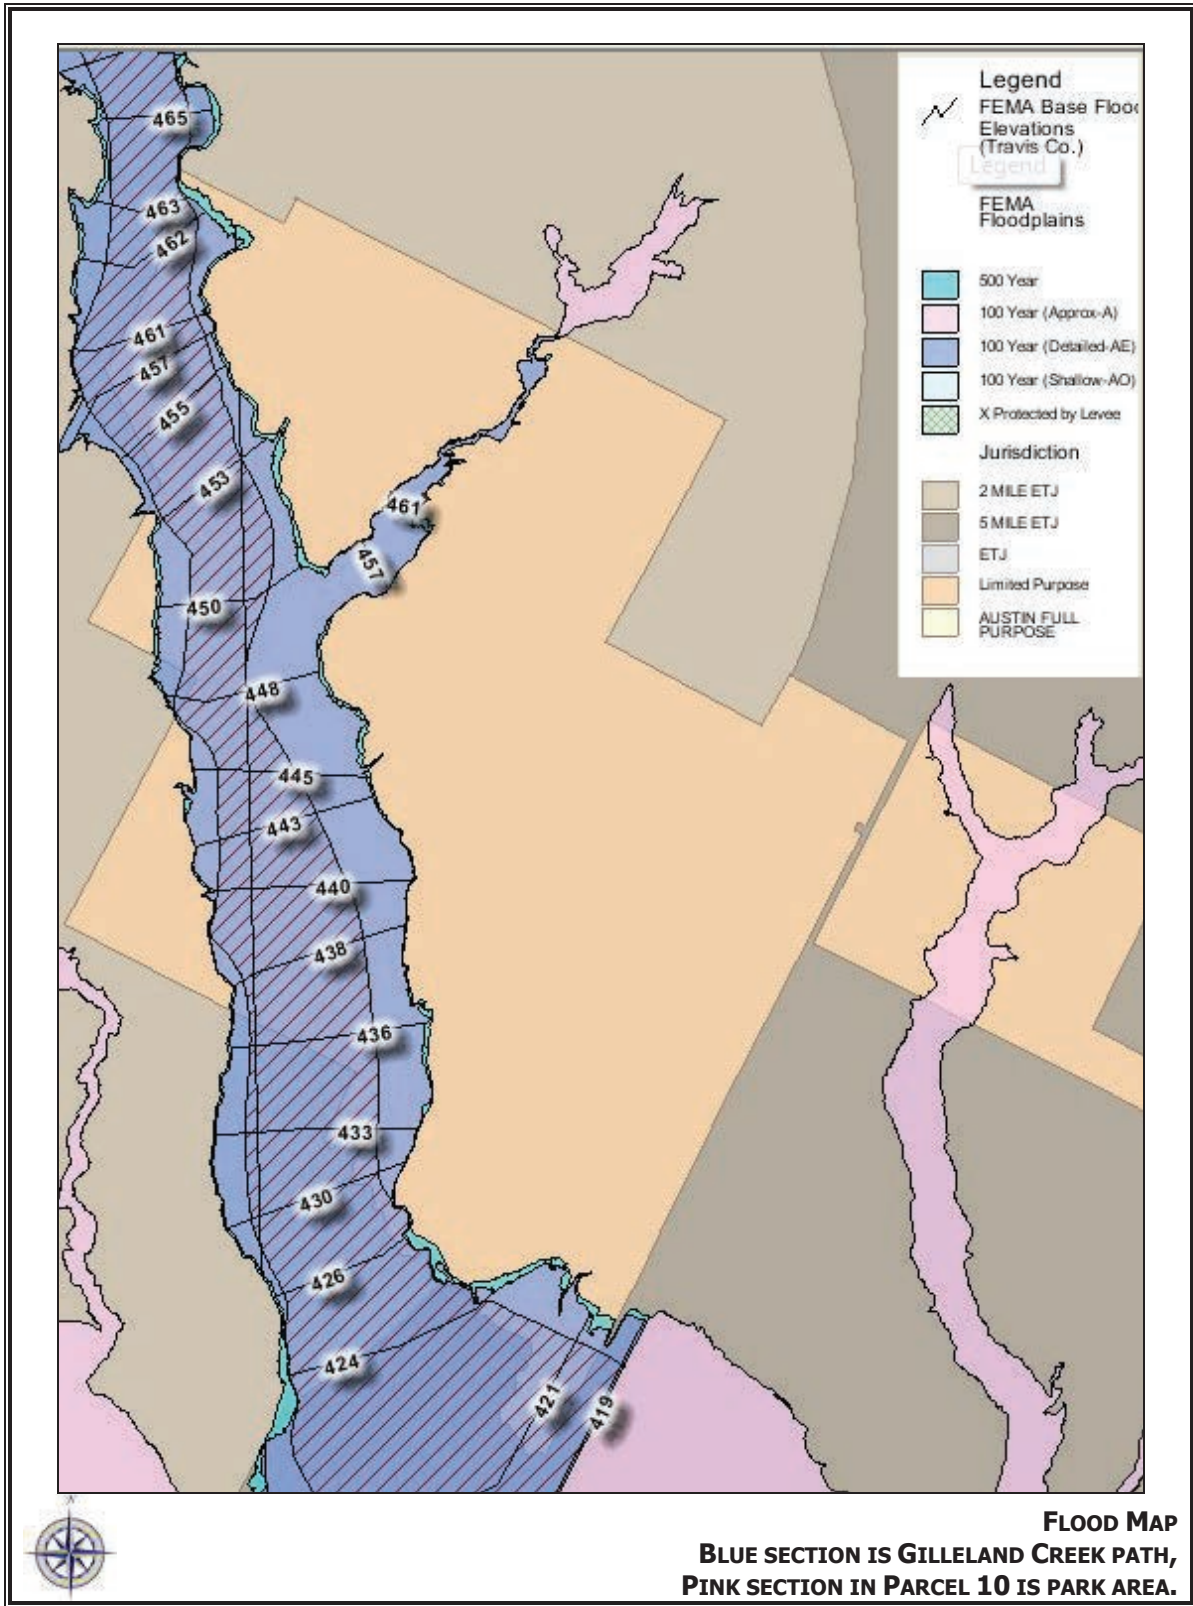 Legend
FEMA Base Flood
Elevations
(Travis Co.)
Legend
FEMA
Floodplains
500 Year
100 Year (Approx-A)
100 Year (Detailed-AE)
100 Year (Shallow-AO)
X Protected by Levee
Jurisdiction
2 MILE ETJ
5 MILE ETJ
ETJ
Limited Purpose
AUSTIN FULL
PURPOSE
465
463
462
461
457
455
453
461
457
450
448
445
443
440
438
436
433
430
426
424
421
419
N
FLOOD MAP
BLUE SECTION IS GILLELAND CREEK PATH,
PINK SECTION IN PARCEL 10 IS PARK AREA.